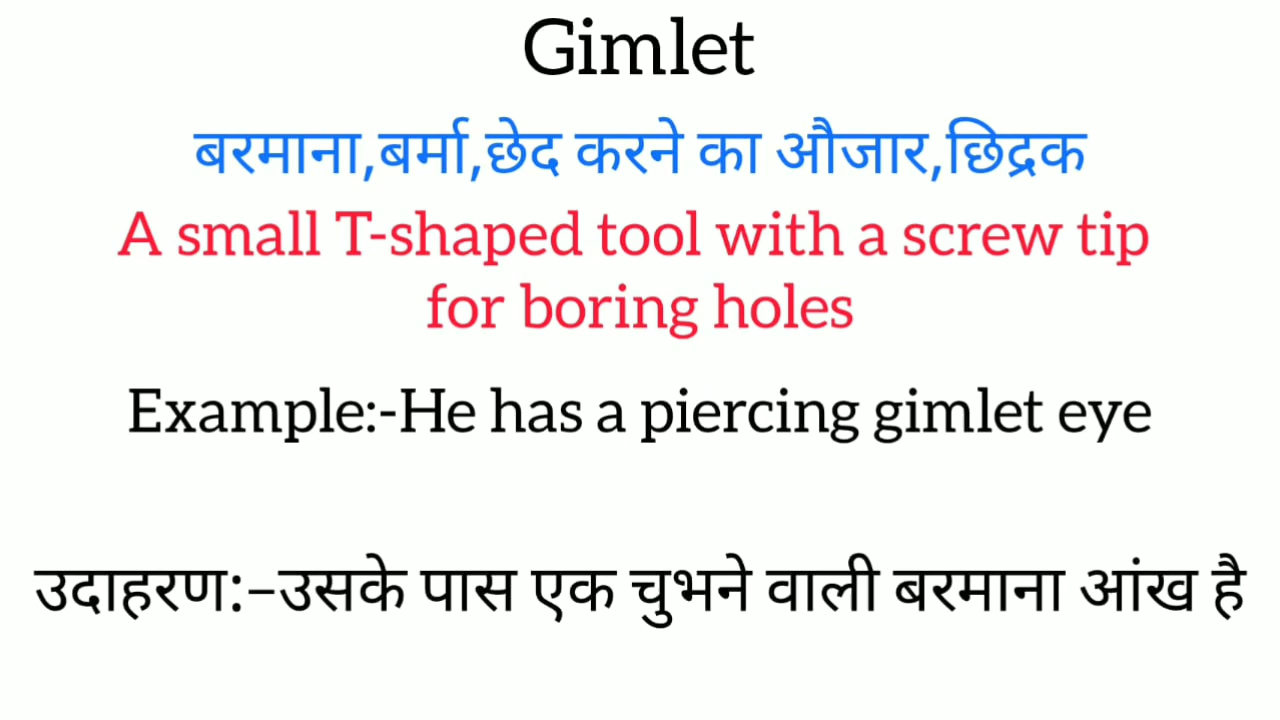 Gimlet
बरमाना,बर्मा,छेद करने का औजार,छिद्रक
A small T-shaped tool with a screw tip
for boring holes
Example:-He has a piercing gimlet eye
उदाहरण:–उसके पास एक चुभने वाली बरमाना आंख है